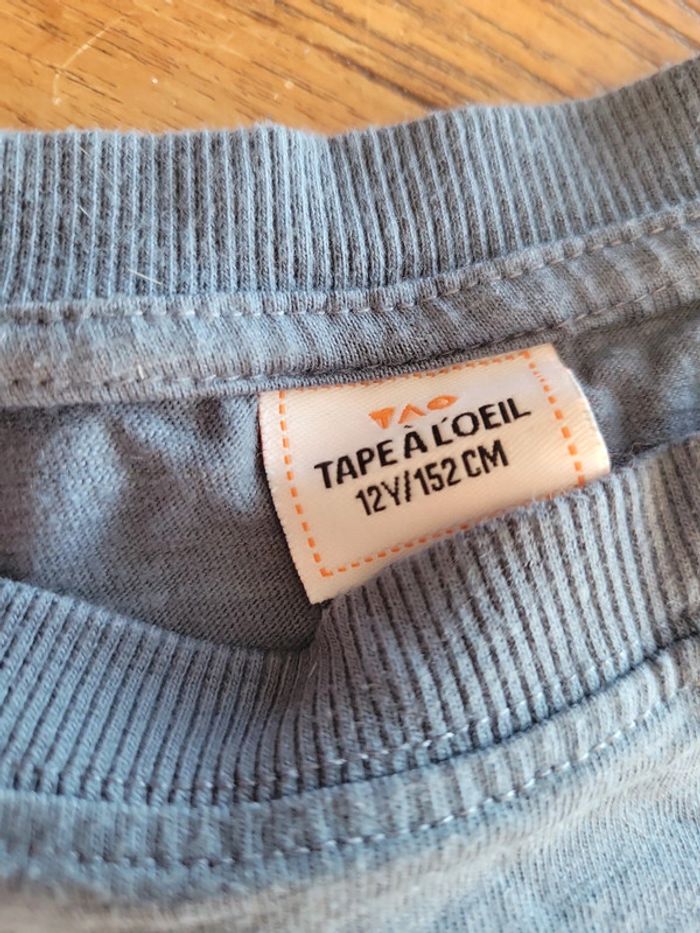 TAO
TAPE À L'OEIL
12Y/152 CM